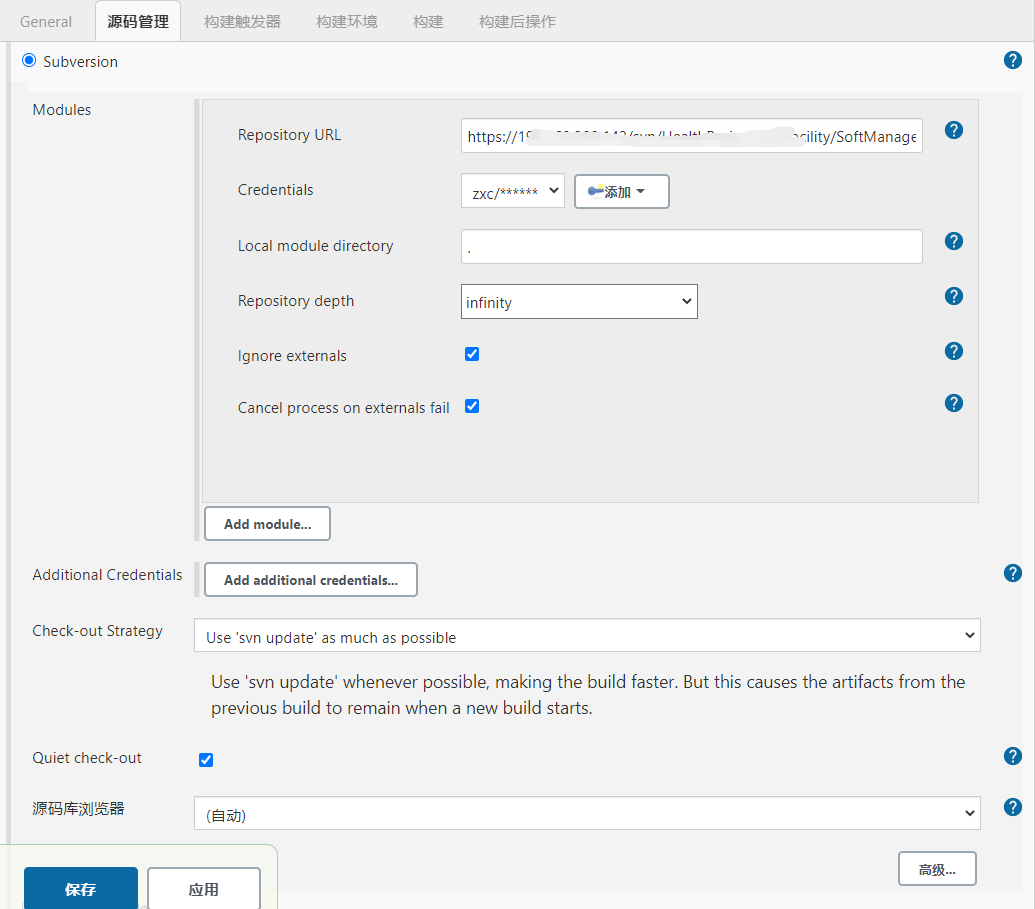 General 源码管理 构建触发器 构建环境 构建 构建后操作
Subversion
Modules
Repository URL https://19 cility/SoftManage
Credentials zxc/****** 添加
Local module directory .
Repository depth infinity
Ignore externals
Cancel process on externals fail
Add module...
Additional Credentials Add additional credentials...
Check-out Strategy Use 'svn update' as much as possible
Use 'svn update' whenever possible, making the build faster. But this causes the artifacts from the
previous build to remain when a new build starts.
Quiet check-out
源码库浏览器 (自动)
高级...
保存 应用